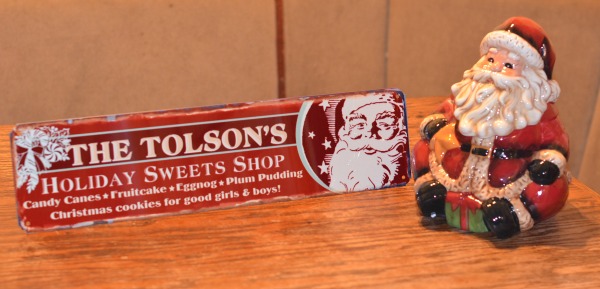 THE TOLSON'S
HOLIDAY SWEETS SHOP
Candy Canes ★ Fruitcake ★ Eggnog ★ Plum Pudding
Christmas cookies for good girls & boys!